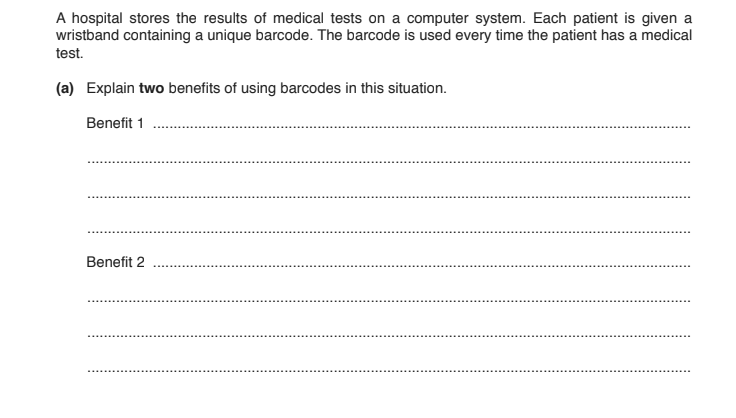 A hospital stores the results of medical tests on a computer system. Each patient is given a
wristband containing a unique barcode. The barcode is used every time the patient has a medical
test.
(a) Explain two benefits of using barcodes in this situation.
Benefit 1 ..........................................................................................
..........................................................................................
..........................................................................................
..........................................................................................
Benefit 2 ..........................................................................................
..........................................................................................
..........................................................................................
..........................................................................................